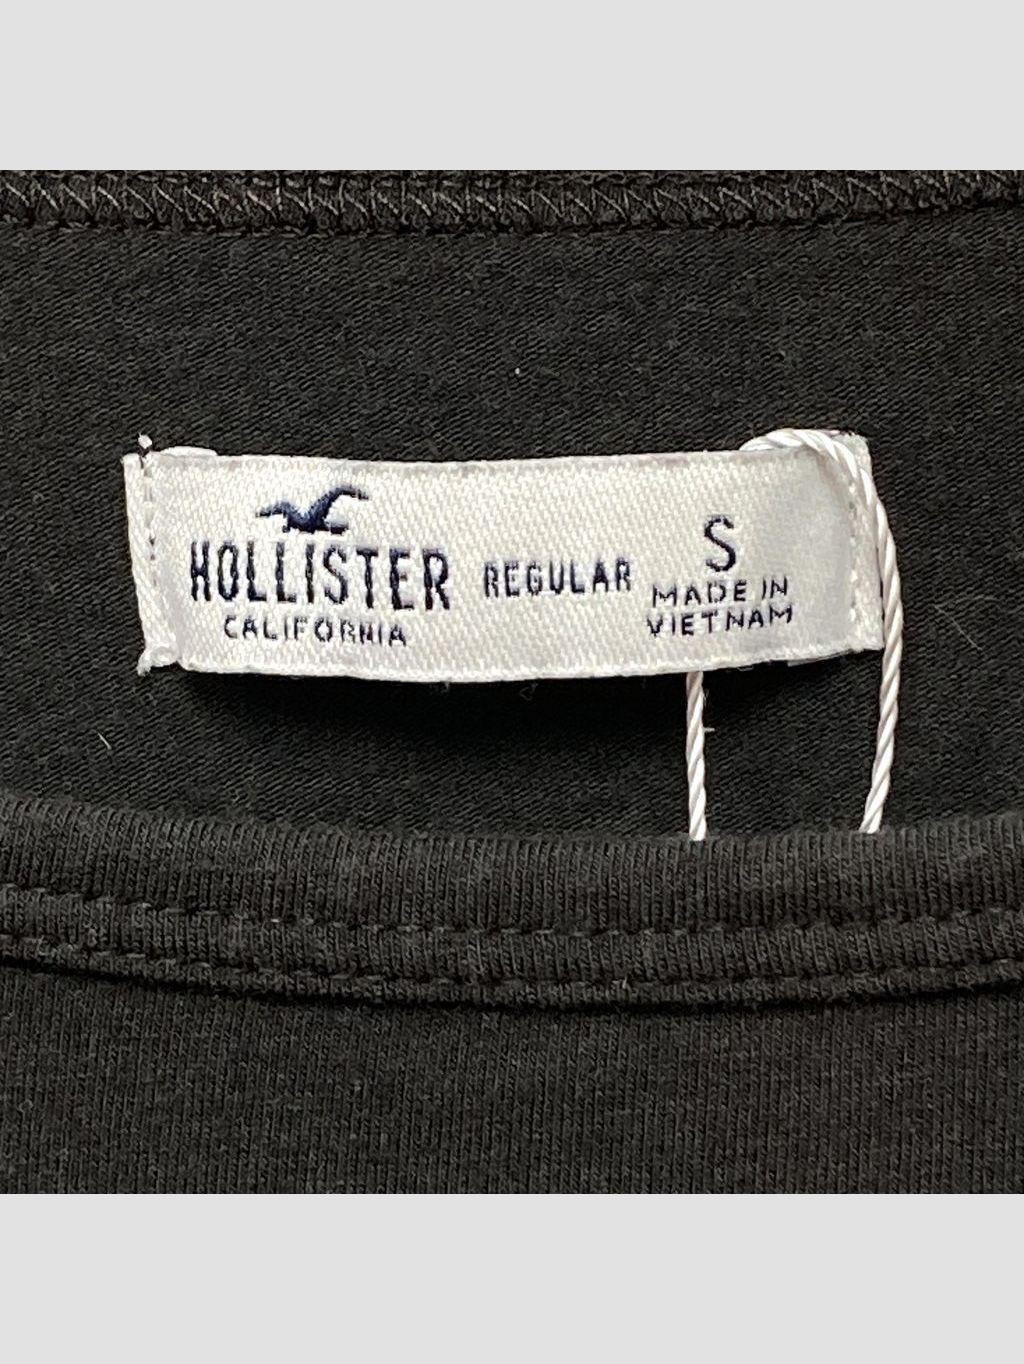 HOLLISTER
CALIFORNIA
REGULAR
S
MADE IN
VIETNAM